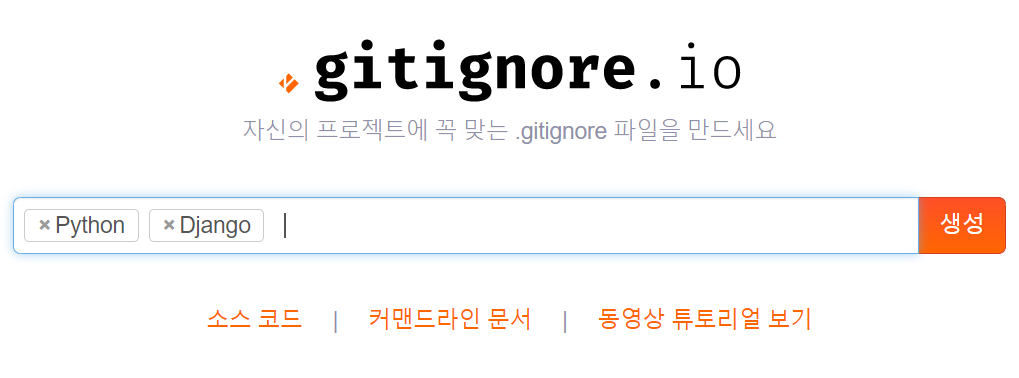 gitignore.io
자신의 프로젝트에 꼭 맞는 .gitignore 파일을 만드세요
×Python ×Django 생성
소스 코드 | 커맨드라인 문서 | 동영상 튜토리얼 보기